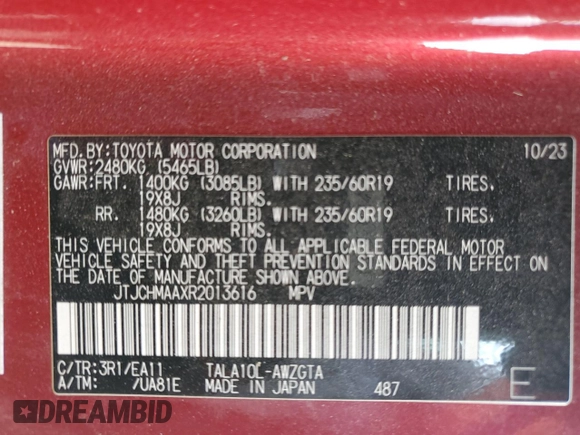 MFD.BY:TOYOTA MOTOR CORPORATION 10/23
GVWR:2480KG (5465LB)
GAWR:FRT. 1400KG (3085LB) WITH 235/60R19 TIRES.
19X8J RIMS.
RR. 1480KG (3260LB) WITH 235/60R19 TIRES.
19X8J RIMS.
THIS VEHICLE CONFORMS TO ALL APPLICABLE FEDERAL MOTOR
VEHICLE SAFETY AND THEFT PREVENTION STANDARDS IN EFFECT ON
THE DATE OF MANUFACTURE SHOWN ABOVE.
JTJCHMAAXR2013616 MPV
C/TR:3R1/EA11 TALA10L-AWZGTA
A/TM: /UA81E MADE IN JAPAN 487 E
DREAMBID